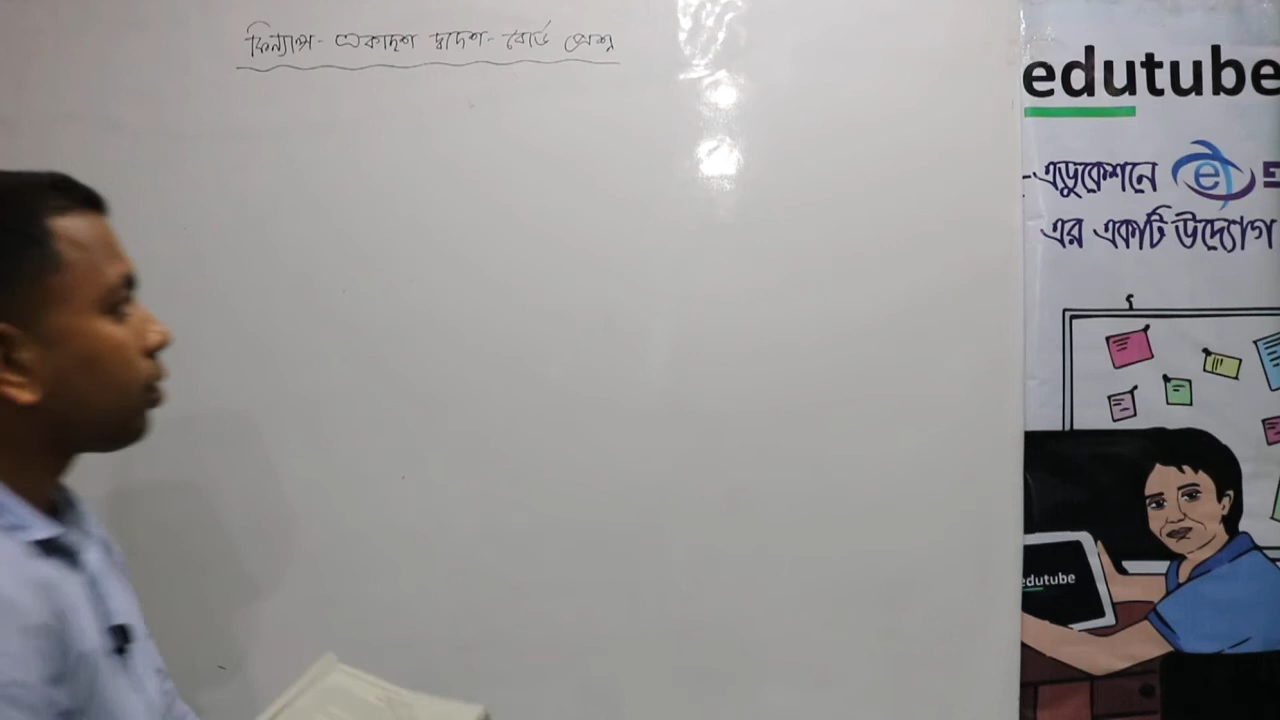 ফিন্যান্স - একাদশ দ্বাদশ - বোর্ড প্রশ্ন
edutube
-এডুকেশনে e
এর একটি উদ্যোগ
edutube